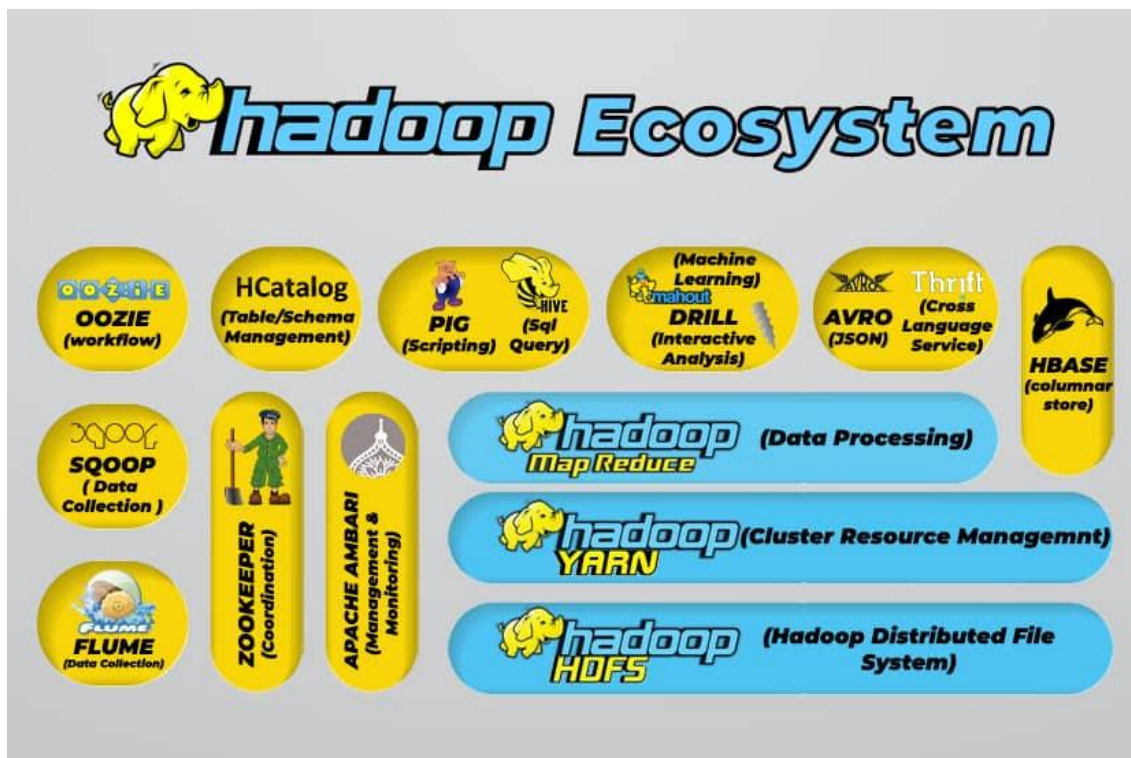 hadoop Ecosystem
OOZiE
OOZIE
(workflow)
HCatalog
(Table/Schema
Management)
PIG
(Scripting)
HIVE
(Sql
Query)
(Machine
Learning)
mahout
DRILL
(Interactive
Analysis)
AVRO
AVRO
(JSON)
Thrift
(Cross
Language
Service)
HBASE
(columnar
store)
sqoop
SQOOP
( Data
Collection )
FLUME
FLUME
(Data Collection)
ZOOKEEPER
(Coordination)
APACHE AMBARI
(Management &
Monitoring)
hadoop
Map Reduce
(Data Processing)
hadoop
YARN
(Cluster Resource Managemnt)
hadoop
HDFS
(Hadoop Distributed File
System)